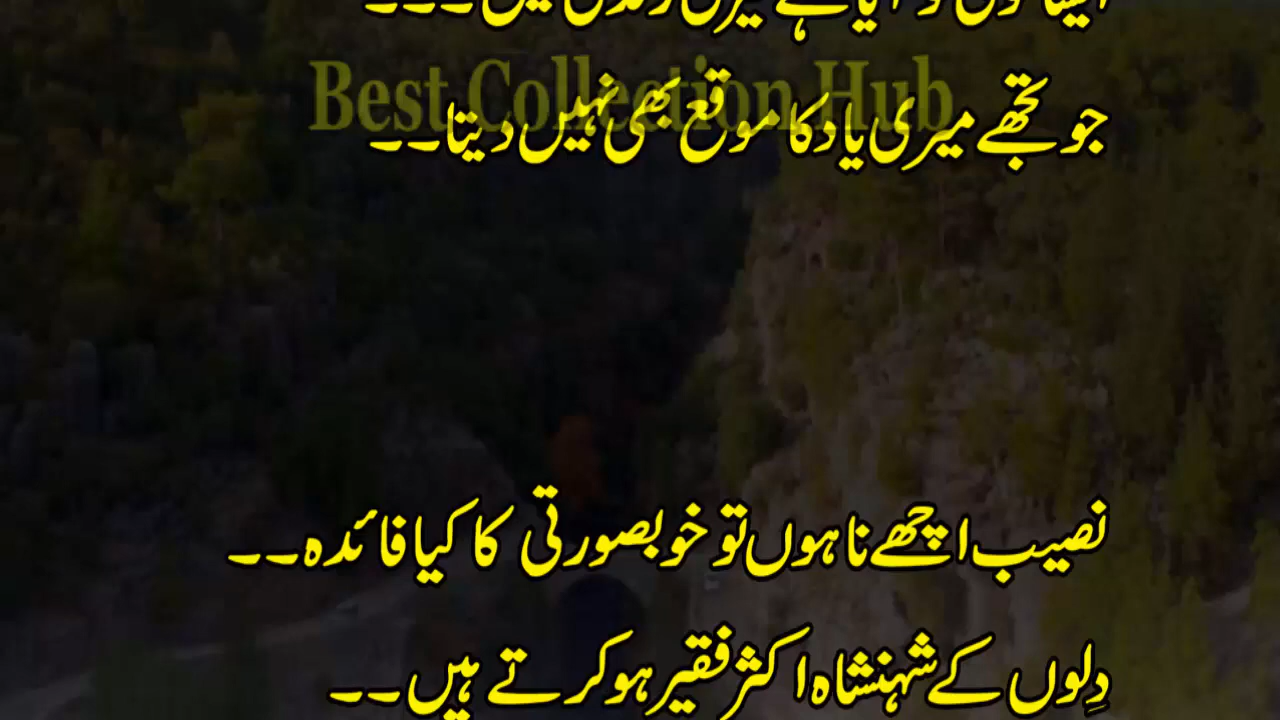 Best Collection Hub
جو تجھے میری یاد کا موقع بھی نہیں دیتا۔۔
نصیب اچھے نا ہوں تو خوبصورتی کا کیا فائدہ۔۔
دِلوں کے شہنشاہ اکثر فقیر ہو کرتے ہیں۔۔